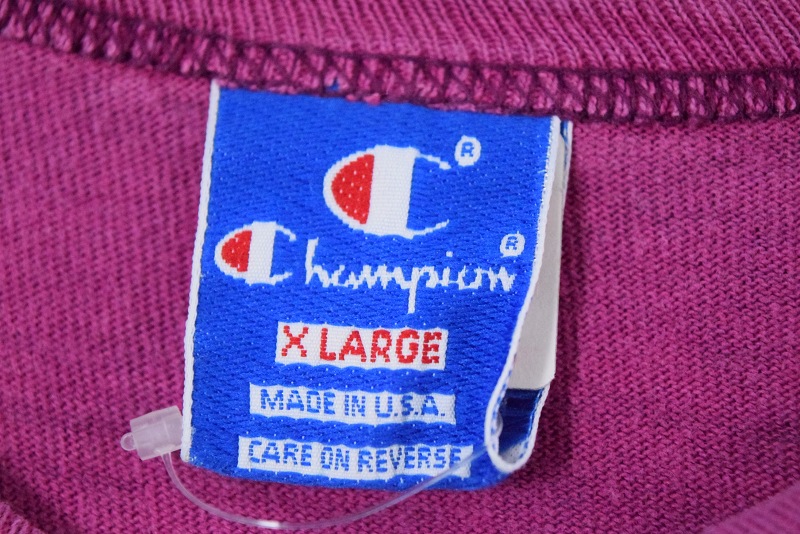 ®
Champion®
X LARGE
MADE IN U.S.A.
CARE ON REVERSE